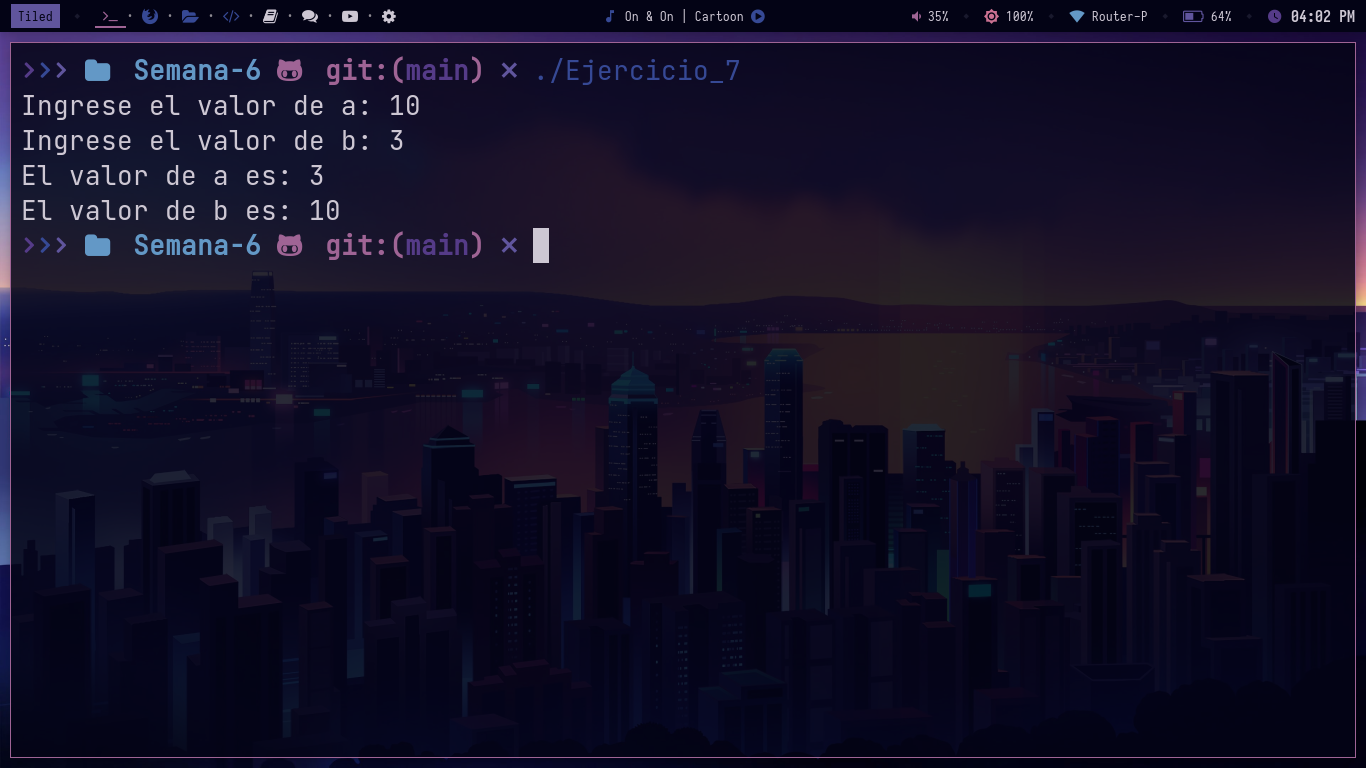 Tiled On & On | Cartoon 35% 100% Router-P 64% 04:02 PM
>>> Semana-6 git:(main) × ./Ejercicio_7
Ingrese el valor de a: 10
Ingrese el valor de b: 3
El valor de a es: 3
El valor de b es: 10
>>> Semana-6 git:(main) ×